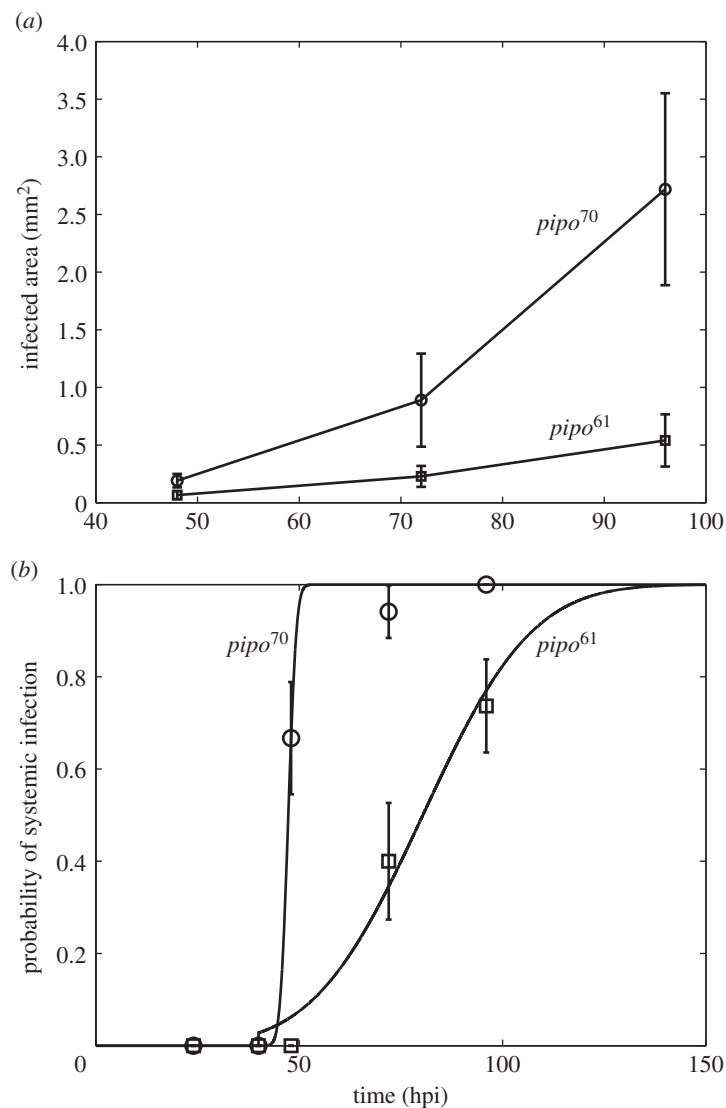 (a)
4.0
3.5
3.0
2.5
2.0
1.5
1.0
0.5
0
infected area (mm²)
pipo⁷⁰
pipo⁶¹
40 50 60 70 80 90 100
(b)
1.0
0.8
0.6
0.4
0.2
0
probability of systemic infection
pipo⁷⁰
pipo⁶¹
50 100 150
time (hpi)